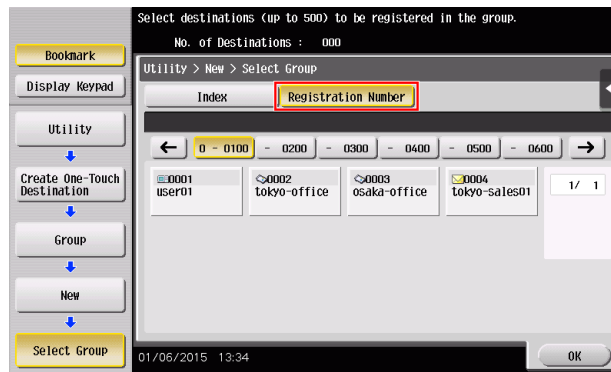 Select destinations (up to 500) to be registered in the group.
No. of Destinations : 000
Bookmark
Display Keypad
Utility
Create One-Touch
Destination
Group
New
Select Group
Utility > New > Select Group
Index
Registration Number
← 0 - 0100 - 0200 - 0300 - 0400 - 0500 - 0600 →
0001
user01
0002
tokyo-office
0003
osaka-office
0004
tokyo-sales01
1/ 1
01/06/2015 13:34
OK